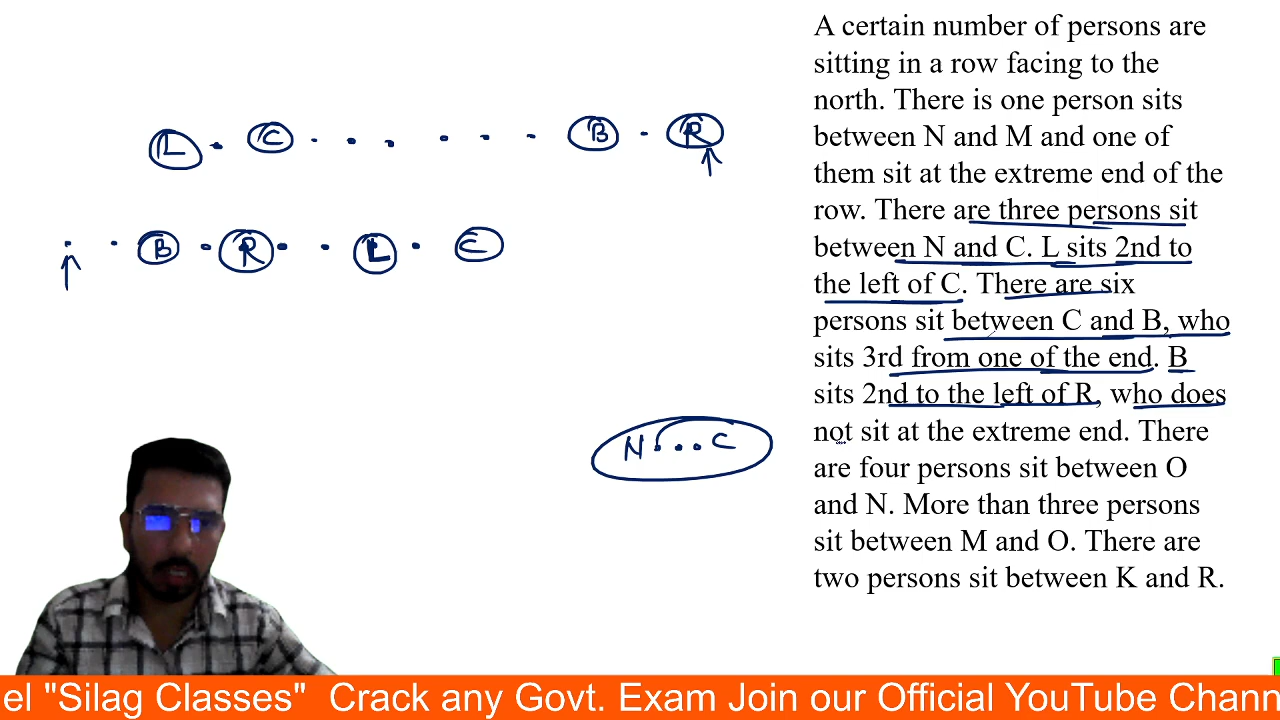 A certain number of persons are
sitting in a row facing to the
north. There is one person sits
between N and M and one of
them sit at the extreme end of the
row. There are three persons sit
between N and C. L sits 2nd to
the left of C. There are six
persons sit between C and B, who
sits 3rd from one of the end. B
sits 2nd to the left of R, who does
not sit at the extreme end. There
are four persons sit between O
and N. More than three persons
sit between M and O. There are
two persons sit between K and R.
L . C . . . . . . B . R
. . B . R . . L . C
N . . . C
el "Silag Classes" Crack any Govt. Exam Join our Official YouTube Chann